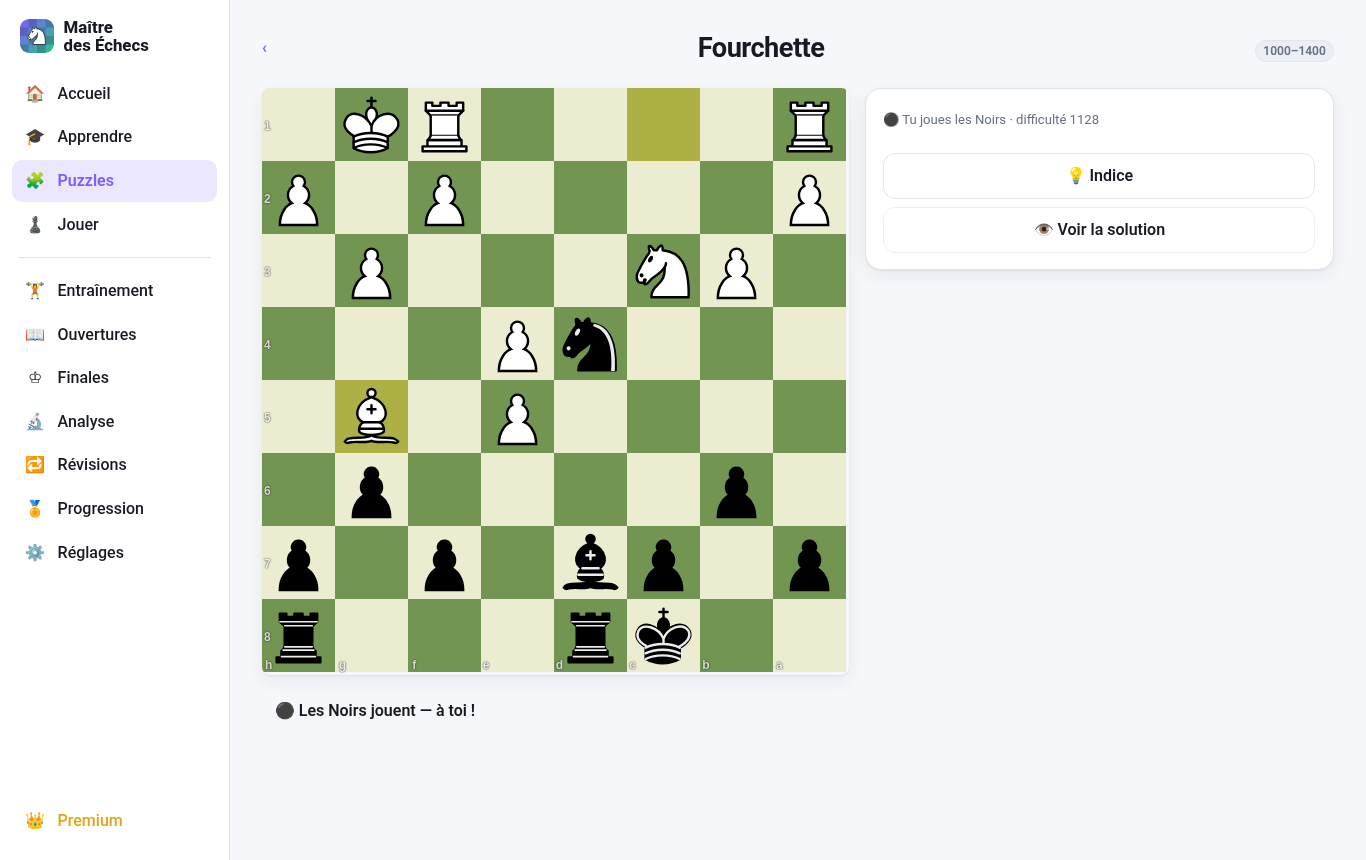 Maître
des Échecs
Accueil
Apprendre
Puzzles
Jouer
Entraînement
Ouvertures
Finales
Analyse
Révisions
Progression
Réglages
Premium
‹
Fourchette
1000–1400
1
2
3
4
5
6
7
8
h g f e d c b a
Les Noirs jouent — à toi !
Tu joues les Noirs · difficulté 1128
Indice
Voir la solution